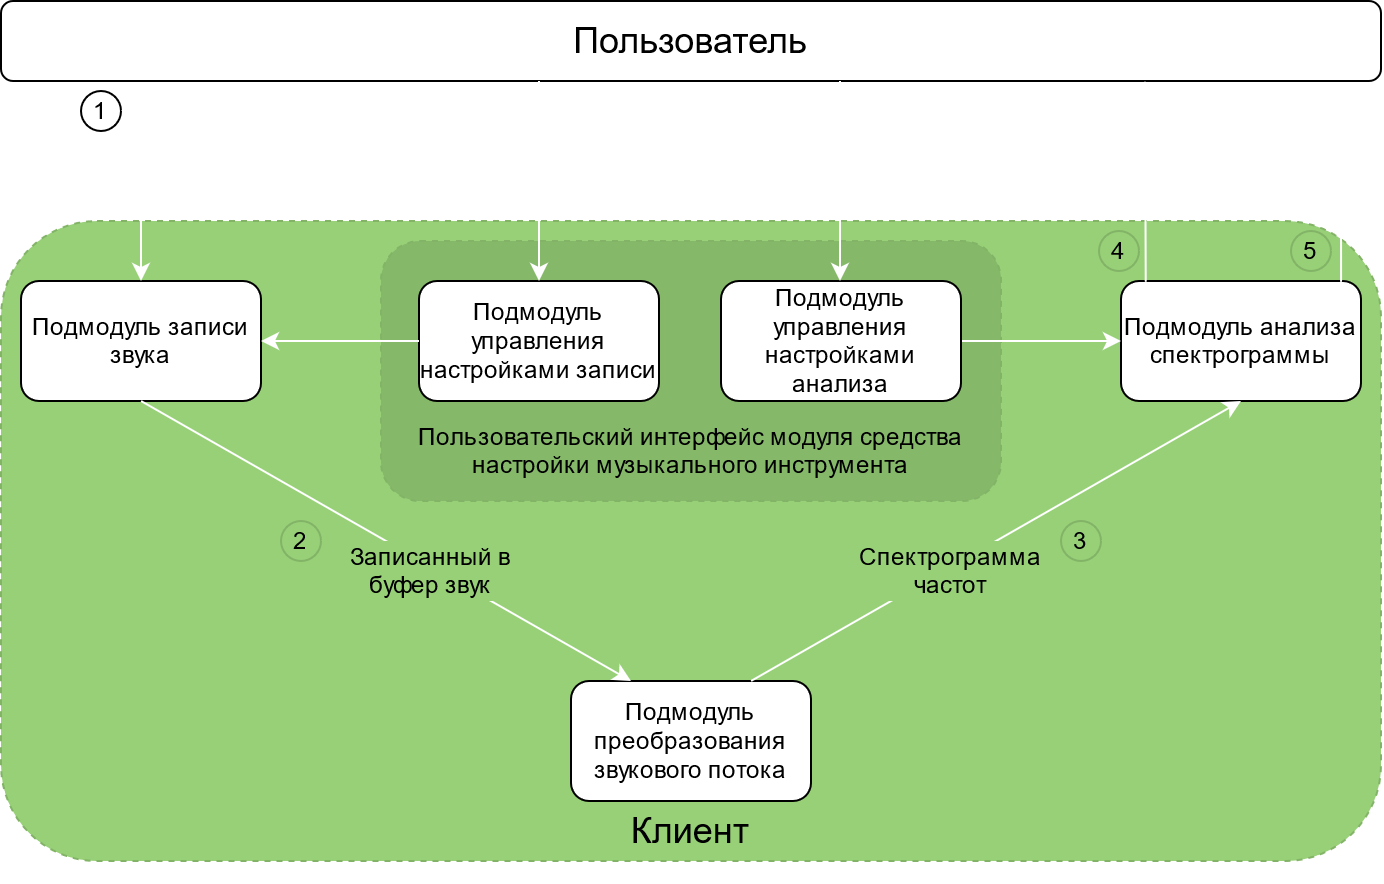 Пользователь
1
4
5
Подмодуль записи
звука
Подмодуль
управления
настройками записи
Подмодуль
управления
настройками
анализа
Подмодуль анализа
спектрограммы
Пользовательский интерфейс модуля средства
настройки музыкального инструмента
2
Записанный в
буфер звук
Спектрограмма
частот
3
Подмодуль
преобразования
звукового потока
Клиент